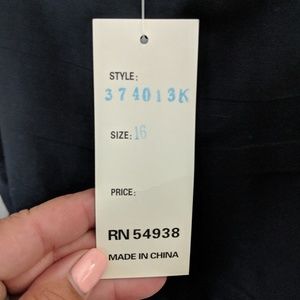 STYLE:
374013K
SIZE: 16
PRICE:
RN 54938
MADE IN CHINA